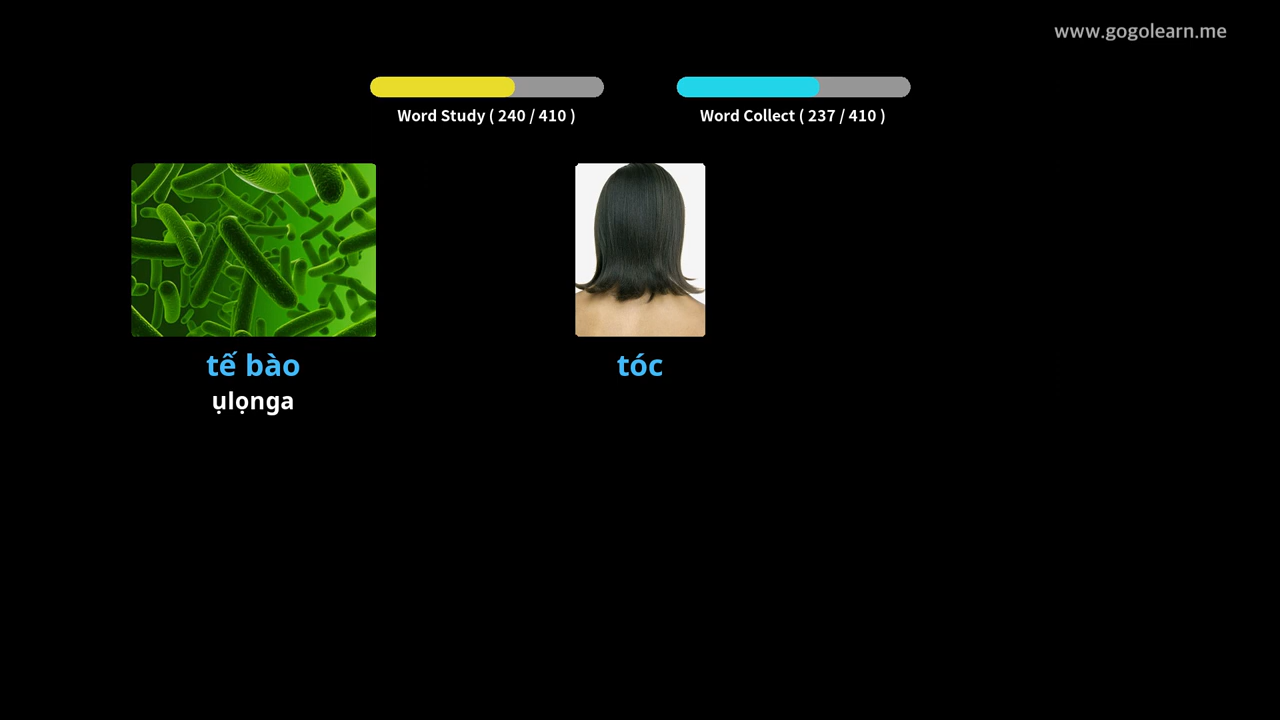 www.gogolearn.me
Word Study ( 240 / 410 )
Word Collect ( 237 / 410 )
tế bào
ụlọnga
tóc